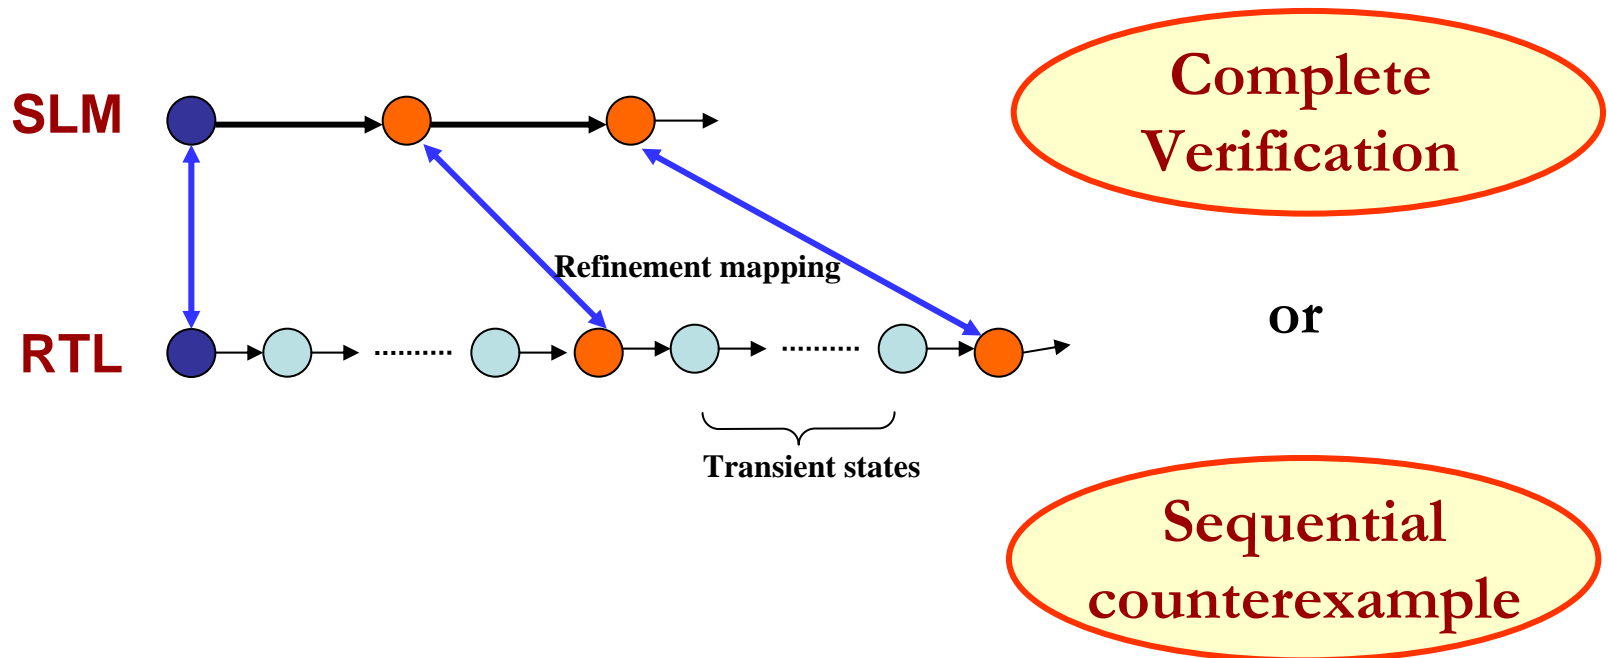 SLM
Complete
Verification
Refinement mapping
or
RTL
Transient states
Sequential
counterexample